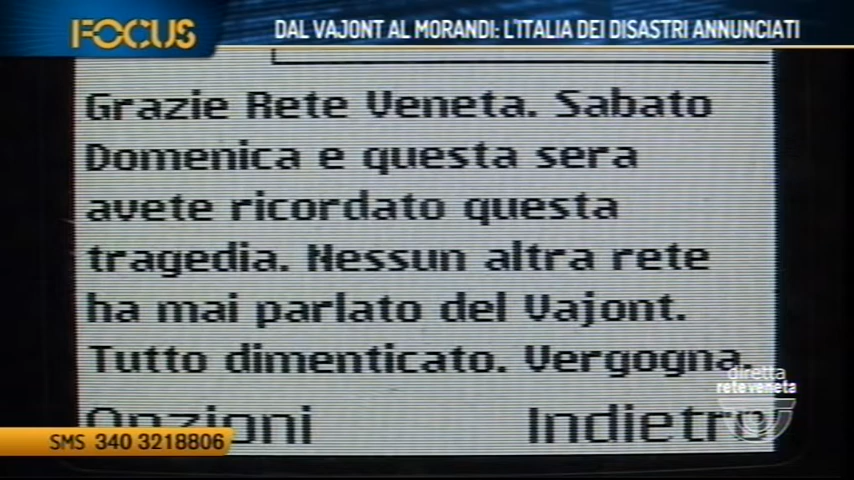 FOCUS
DAL VAJONT AL MORANDI: L'ITALIA DEI DISASTRI ANNUNCIATI
Grazie Rete Veneta. Sabato
Domenica e questa sera
avete ricordato questa
tragedia. Nessun altra rete
ha mai parlato del Vajont.
Tutto dimenticato. Vergogna.
diretta
rete veneta
Opzioni Indietro
SMS 340 3218806